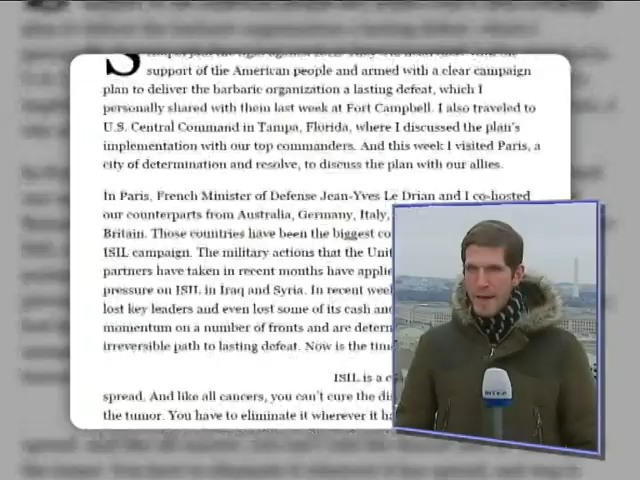 S
support of the American people and armed with a clear campaign
plan to deliver the barbaric organization a lasting defeat, which I
personally shared with them last week at Fort Campbell. I also traveled to
U.S. Central Command in Tampa, Florida, where I discussed the plan's
implementation with our top commanders. And this week I visited Paris, a
city of determination and resolve, to discuss the plan with our allies.
In Paris, French Minister of Defense Jean-Yves Le Drian and I co-hosted
our counterparts from Australia, Germany, Italy,
Britain. Those countries have been the biggest
ISIL campaign. The military actions that the
partners have taken in recent months have
pressure on ISIL in Iraq and Syria. In recent
lost key leaders and even lost some of its cash and
momentum on a number of fronts and are
irreversible path to lasting defeat. Now is the
ISIL is a
spread. And like all cancers, you can't cure the
the tumor. You have to eliminate it wherever it